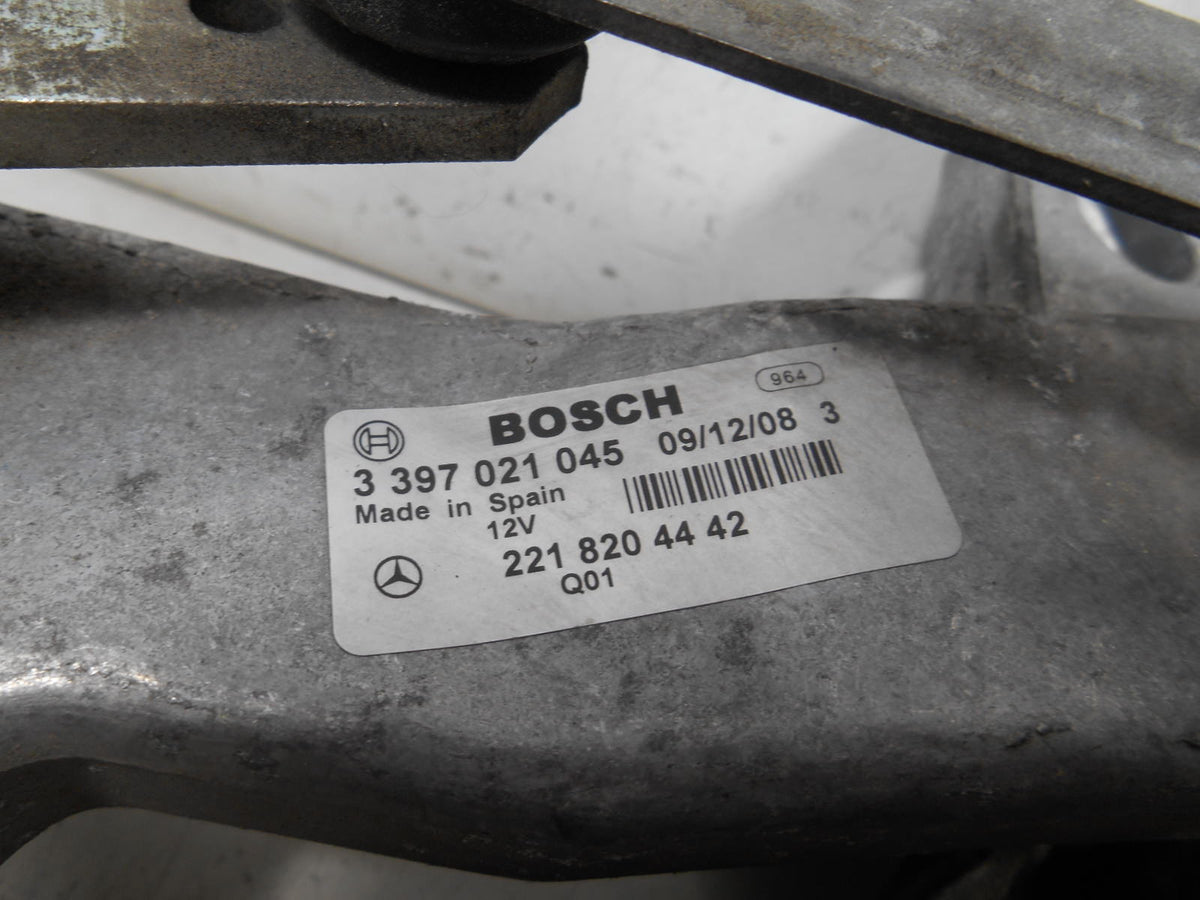 964
BOSCH
3 397 021 045 09/12/08 3
Made in Spain
12V
221 820 44 42
Q01